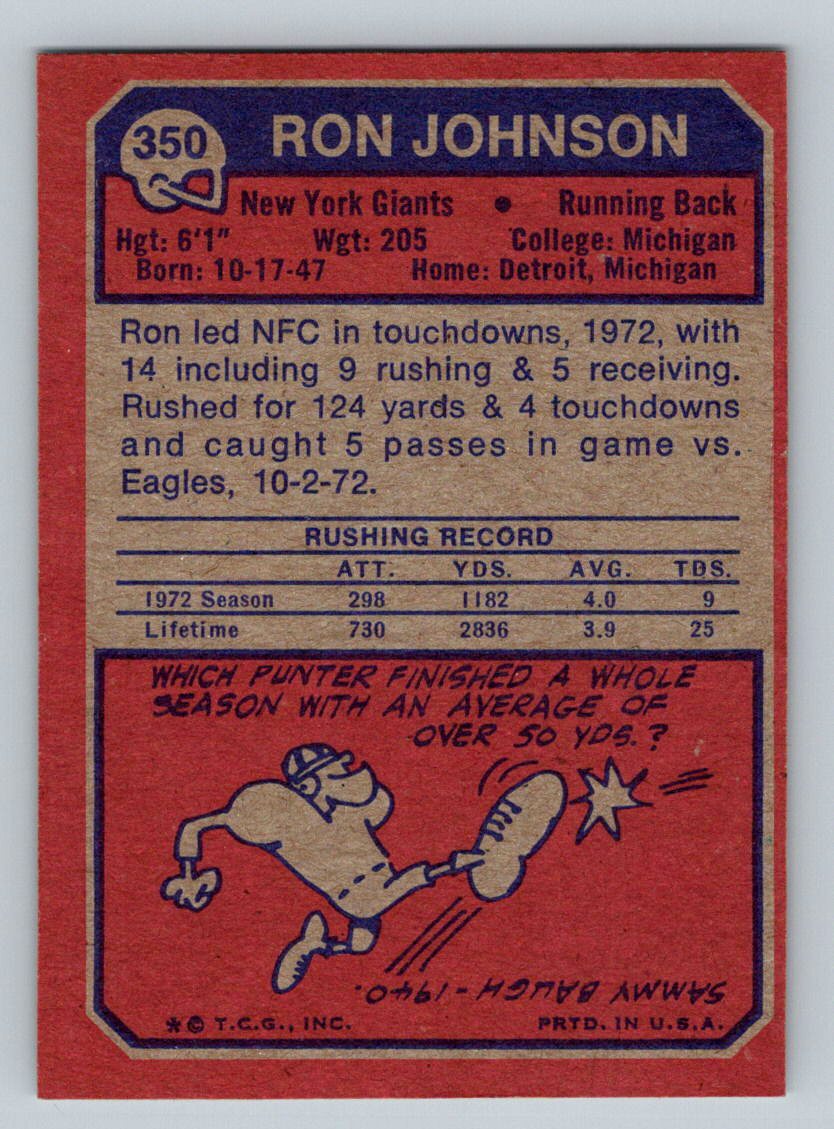 350
RON JOHNSON
New York Giants • Running Back
Hgt: 6'1" Wgt: 205 College: Michigan
Born: 10-17-47 Home: Detroit, Michigan
Ron led NFC in touchdowns, 1972, with
14 including 9 rushing & 5 receiving.
Rushed for 124 yards & 4 touchdowns
and caught 5 passes in game vs.
Eagles, 10-2-72.
RUSHING RECORD
ATT. YDS. AVG. TDS.
1972 Season 298 1182 4.0 9
Lifetime 730 2836 3.9 25
WHICH PUNTER FINISHED A WHOLE
SEASON WITH AN AVERAGE OF
OVER 50 YDS.?
SAMMY BAUGH - 1940.
* © T.C.G., INC. PRTD. IN U.S.A.